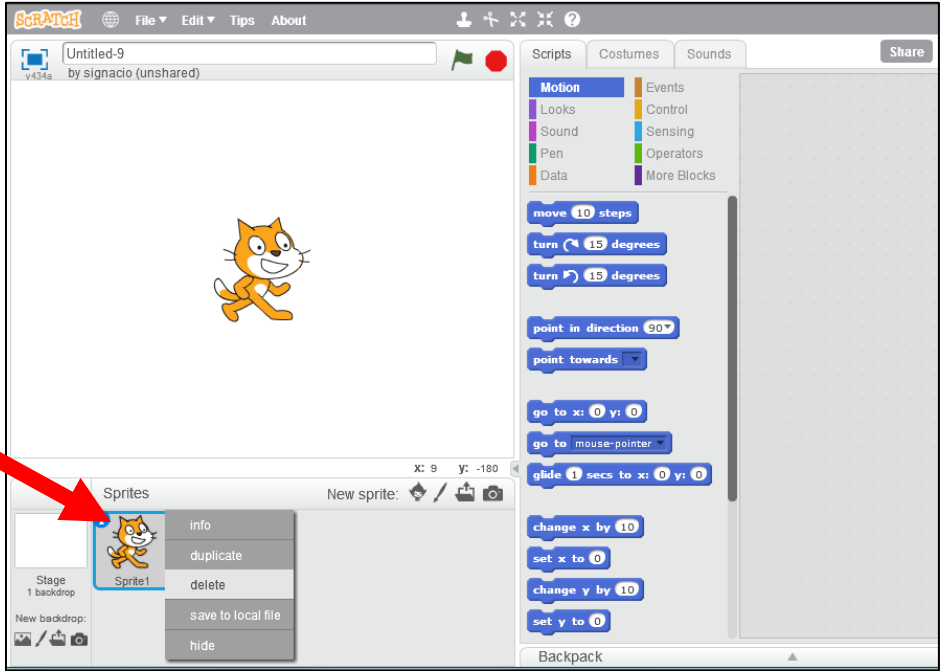 SCRATCH File Edit Tips About
Untitled-9
v434a by signacio (unshared)
X: 9 y: -180
Sprites New sprite:
Sprite1
Stage
1 backdrop
New backdrop:
info
duplicate
delete
save to local file
hide
Scripts Costumes Sounds Share
Motion Events
Looks Control
Sound Sensing
Pen Operators
Data More Blocks
move 10 steps
turn 15 degrees
turn 15 degrees
point in direction 90
point towards
go to x: 0 y: 0
go to mouse-pointer
glide 1 secs to x: 0 y: 0
change x by 10
set x to 0
change y by 10
set y to 0
Backpack